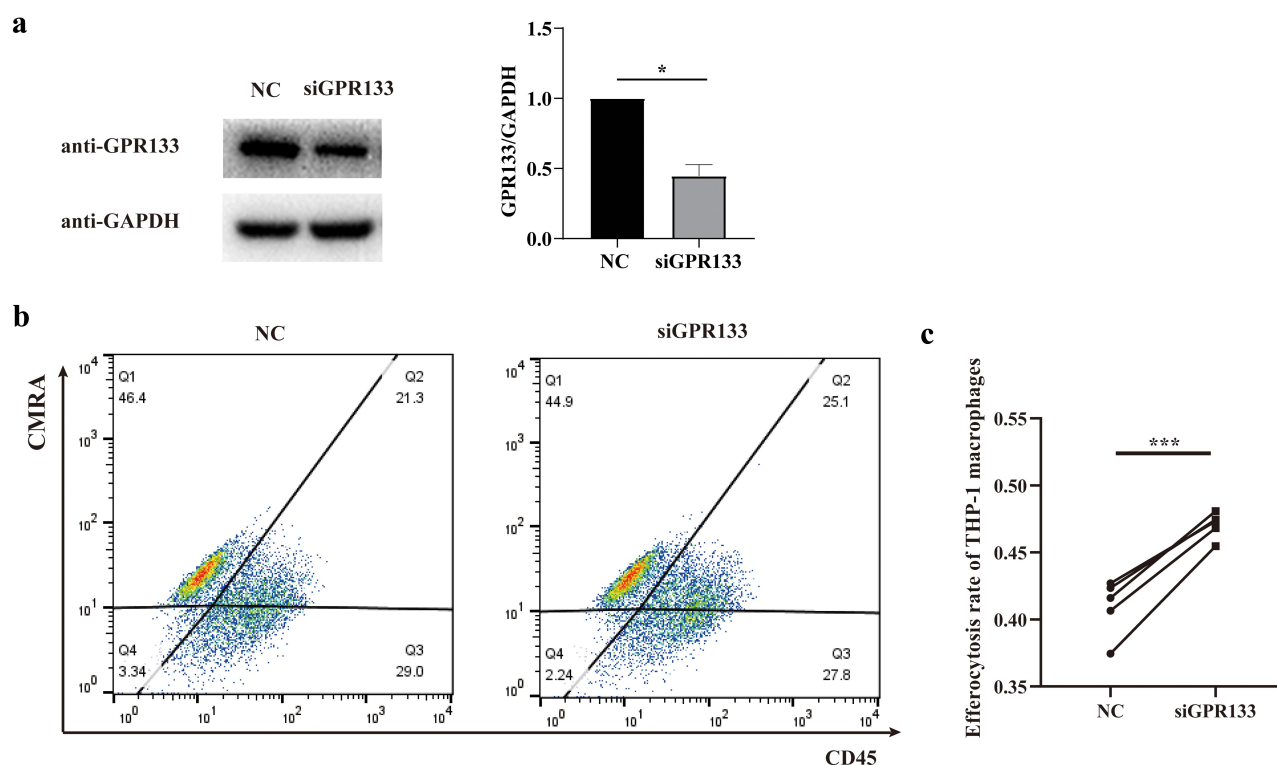 a
NC siGPR133
anti-GPR133
anti-GAPDH
GPR133/GAPDH
1.5
1.0
0.5
0.0
*
NC siGPR133
b
NC
siGPR133
CMRA
10^4
10^3
10^2
10^1
10^0
Q1
46.4
Q2
21.3
Q4
3.34
Q3
29.0
10^0 10^1 10^2 10^3 10^4
10^4
10^3
10^2
10^1
10^0
Q1
44.9
Q2
25.1
Q4
2.24
Q3
27.8
10^0 10^1 10^2 10^3 10^4
CD45
c
Efferocytosis rate of THP-1 macrophages
0.55
0.50
0.45
0.40
0.35
***
NC siGPR133